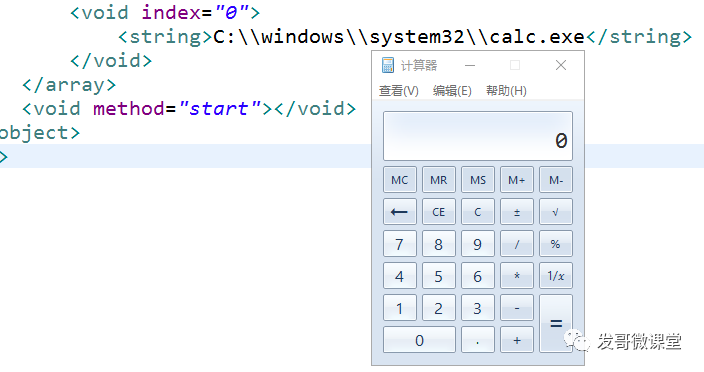 <void index="0">
<string>C:\\windows\\system32\\calc.exe</string>
</void>
</array>
<void method="start"></void>
object>
>
计算器
查看(V) 编辑(E) 帮助(H)
0
MC MR MS M+ M-
← CE C ± √
7 8 9 / %
4 5 6 * 1/x
1 2 3 - =
0 . +
发哥微课堂